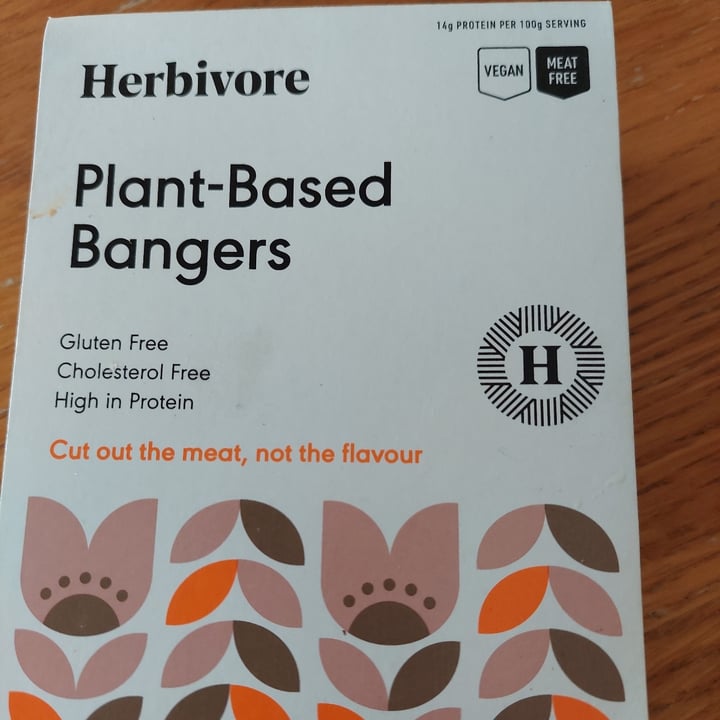 14g PROTEIN PER 100g SERVING
Herbivore
VEGAN
MEAT
FREE
Plant-Based
Bangers
Gluten Free
Cholesterol Free
High in Protein
H
Cut out the meat, not the flavour